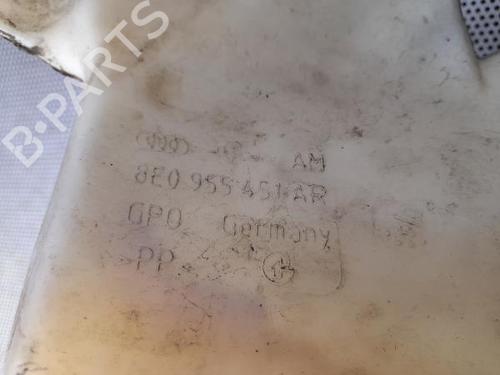 B-PARTS
AM
8E0 955 451 AR
GPO Germany
PP